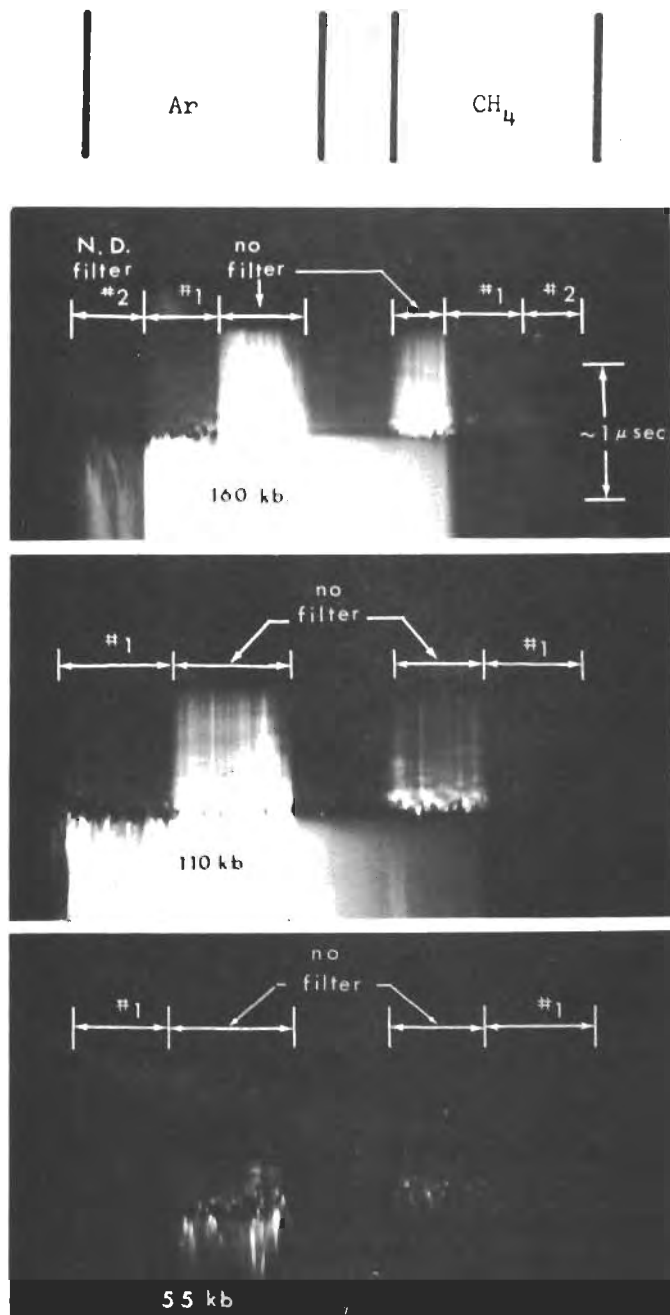 Ar CH4
N. D. no
filter filter
#2 #1 #1 #2
~1 μsec
160 kb
no
filter
#1 #1
110 kb
no
filter
#1 #1
55 kb